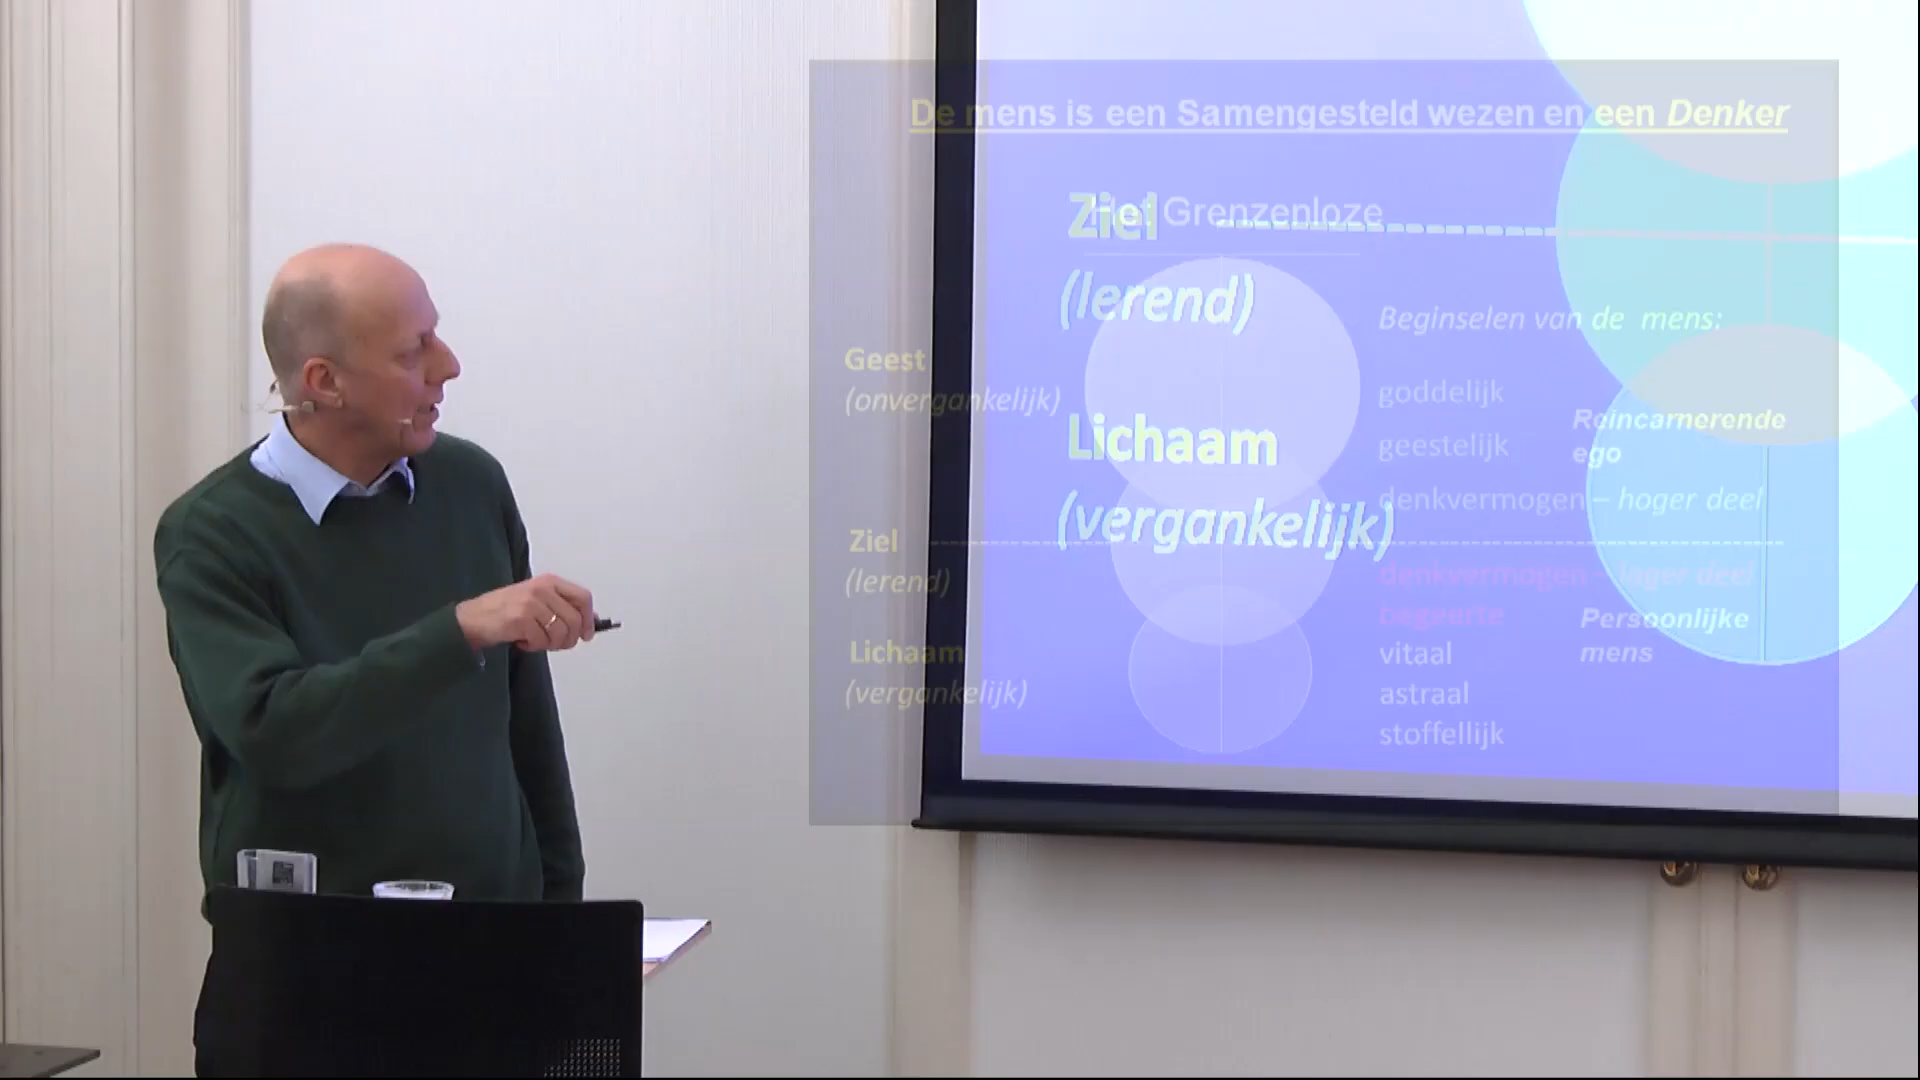 De mens is een Samengesteld wezen en een Denker
Het Grenzenloze
Ziel
(lerend)
Lichaam
(vergankelijk)
Geest
(onvergankelijk)
Ziel
(lerend)
Lichaam
(vergankelijk)
Beginselen van de mens:
goddelijk
geestelijk
denkvermogen – hoger deel
Reïncarnerende
ego
denkvermogen – lager deel
begeerte
vitaal
astraal
stoffellijk
Persoonlijke
mens